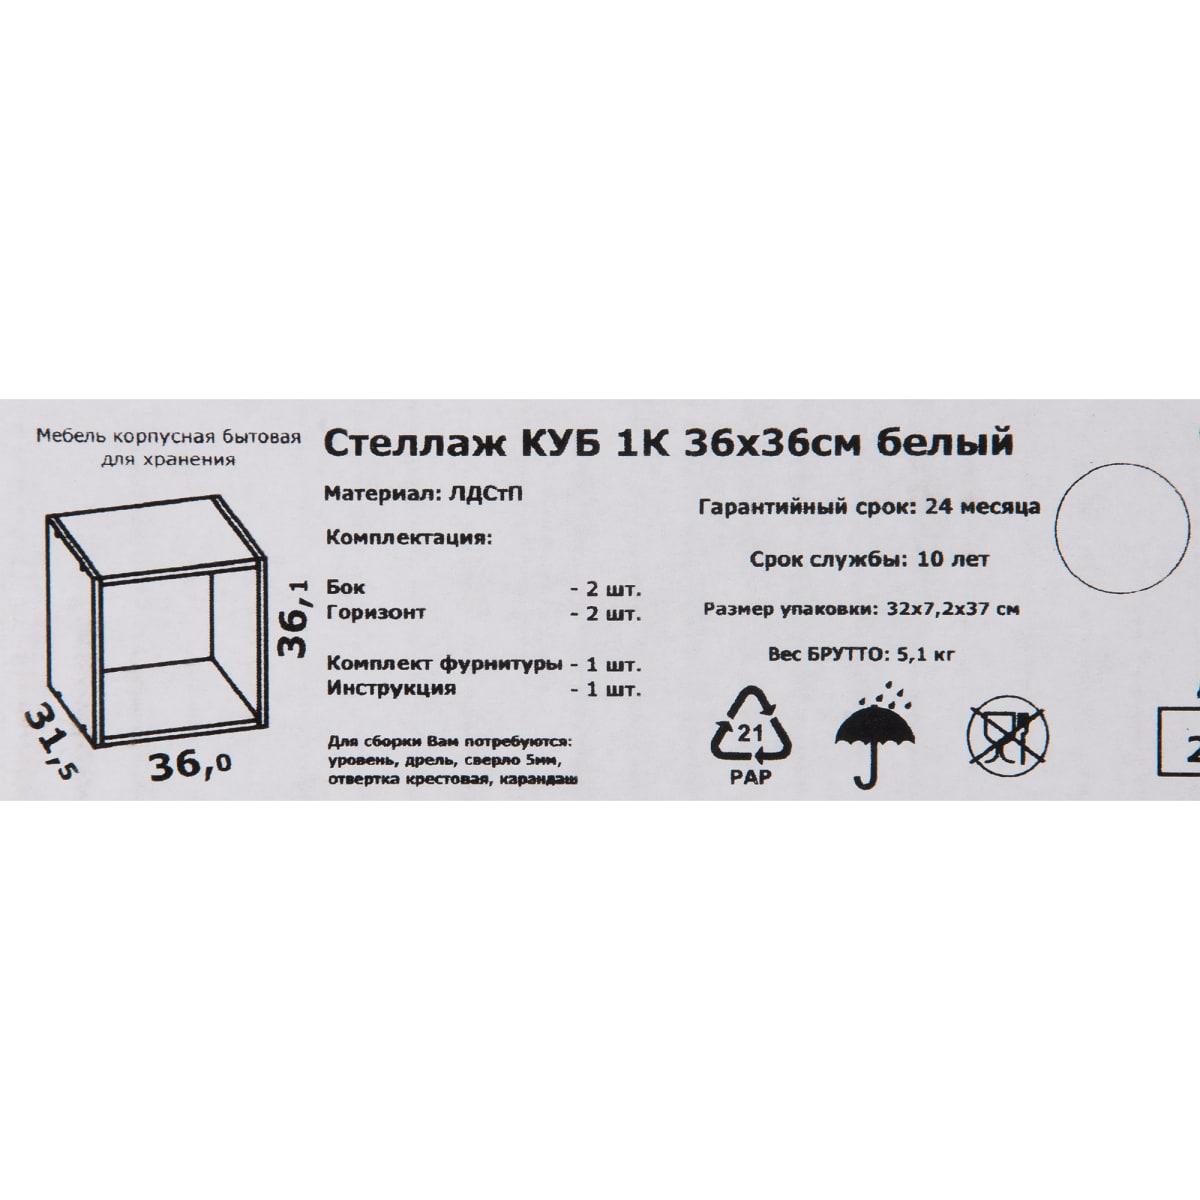 Мебель корпусная бытовая
для хранения
36,1
31,5
36,0
Стеллаж КУБ 1К 36х36см белый
Материал: ЛДСтП
Комплектация:
Бок - 2 шт.
Горизонт - 2 шт.
Комплект фурнитуры - 1 шт.
Инструкция - 1 шт.
Для сборки Вам потребуются:
уровень, дрель, сверло 5мм,
отвертка крестовая, карандаш
Гарантийный срок: 24 месяца
Срок службы: 10 лет
Размер упаковки: 32х7,2х37 см
Вес БРУТТО: 5,1 кг
21
PAP